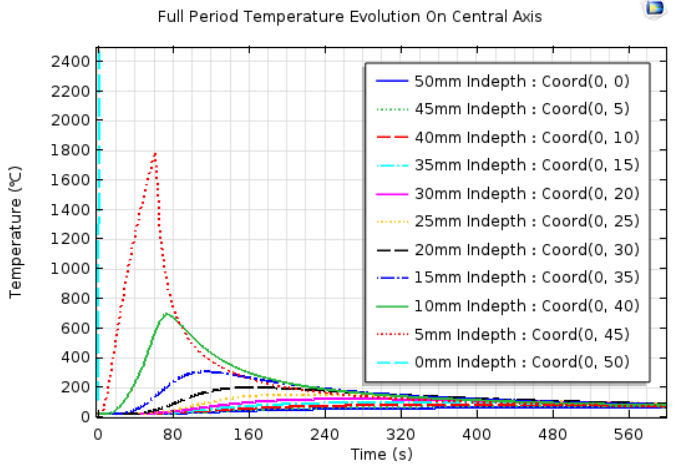 Full Period Temperature Evolution On Central Axis
2400
2200
2000
1800
1600
1400
1200
1000
800
600
400
200
0
Temperature (℃)
50mm Indepth : Coord(0, 0)
45mm Indepth : Coord(0, 5)
40mm Indepth : Coord(0, 10)
35mm Indepth : Coord(0, 15)
30mm Indepth : Coord(0, 20)
25mm Indepth : Coord(0, 25)
20mm Indepth : Coord(0, 30)
15mm Indepth : Coord(0, 35)
10mm Indepth : Coord(0, 40)
5mm Indepth : Coord(0, 45)
0mm Indepth : Coord(0, 50)
0 80 160 240 320 400 480 560
Time (s)